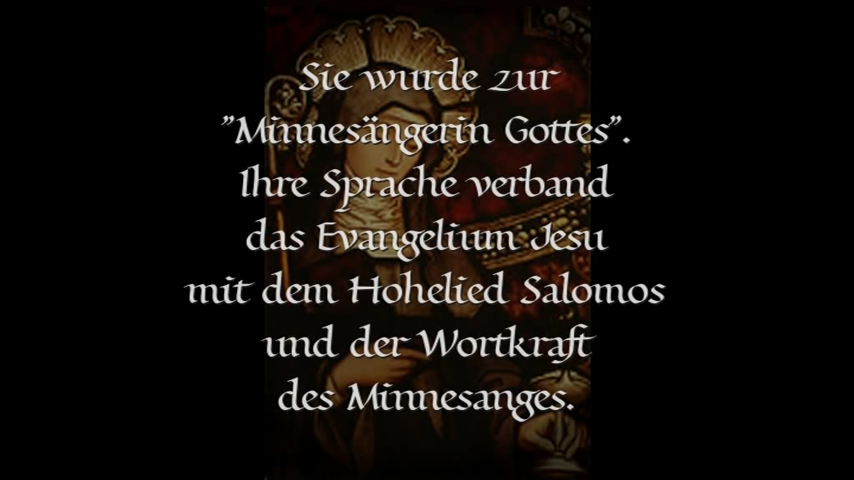 Sie wurde zur
"Minnesängerin Gottes".
Ihre Sprache verband
das Evangelium Jesu
mit dem Hohelied Salomos
und der Wortkraft
des Minnesanges.